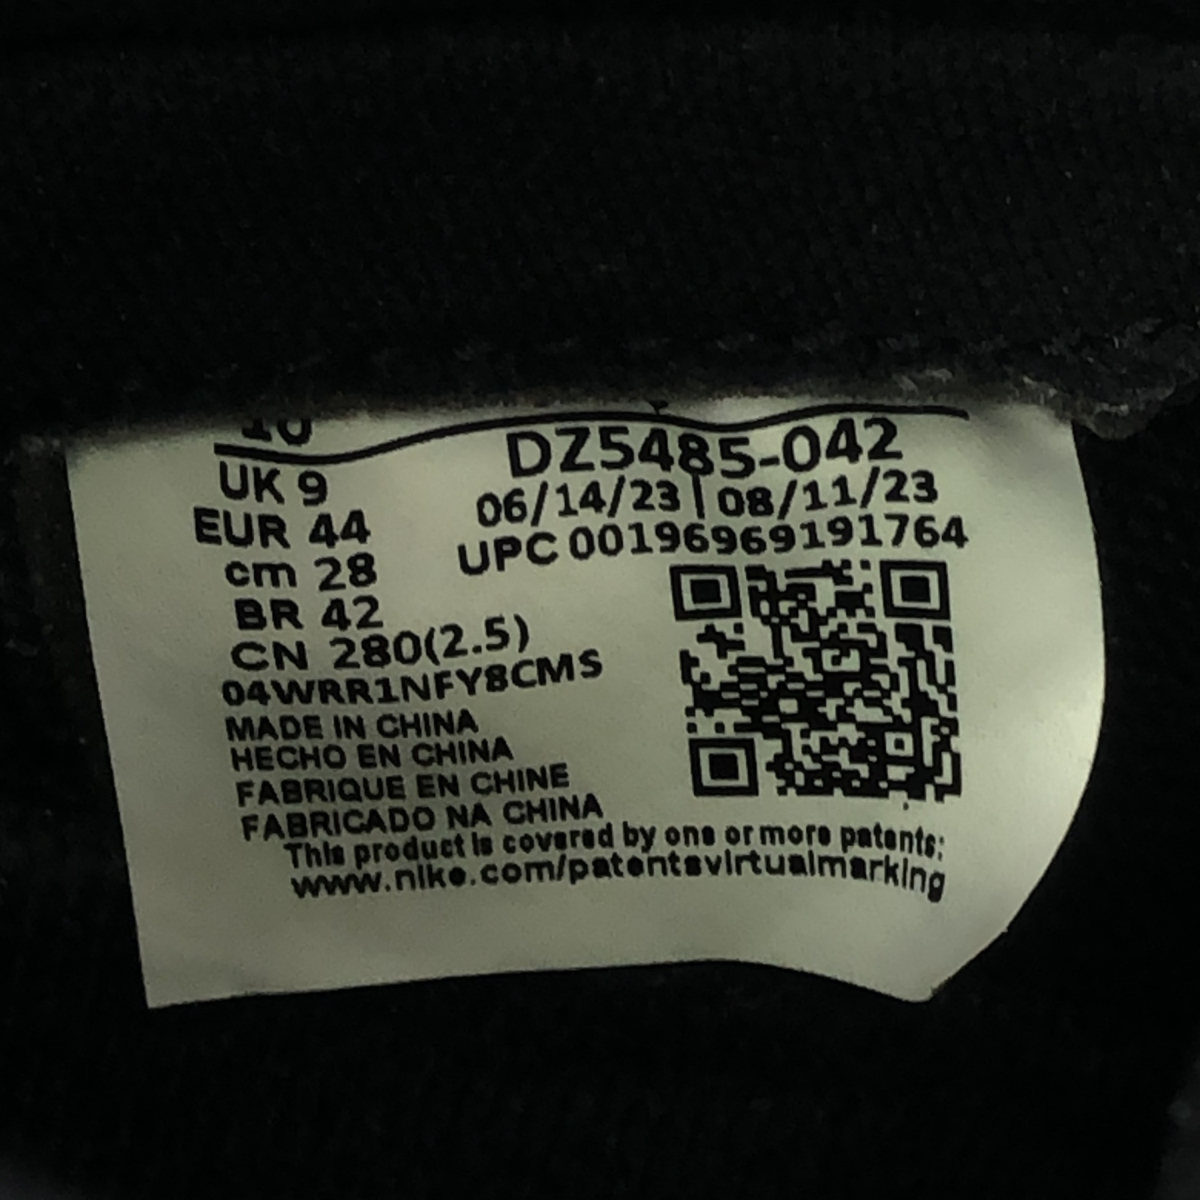 10
UK 9
EUR 44
cm 28
BR 42
CN 280(2.5)
DZ5485-042
06/14/23 | 08/11/23
UPC 00196969191764
04WRR1NFY8CMS
MADE IN CHINA
HECHO EN CHINA
FABRIQUE EN CHINE
FABRICADO NA CHINA
This product is covered by one or more patents:
www.nike.com/patentsvirtualmarking